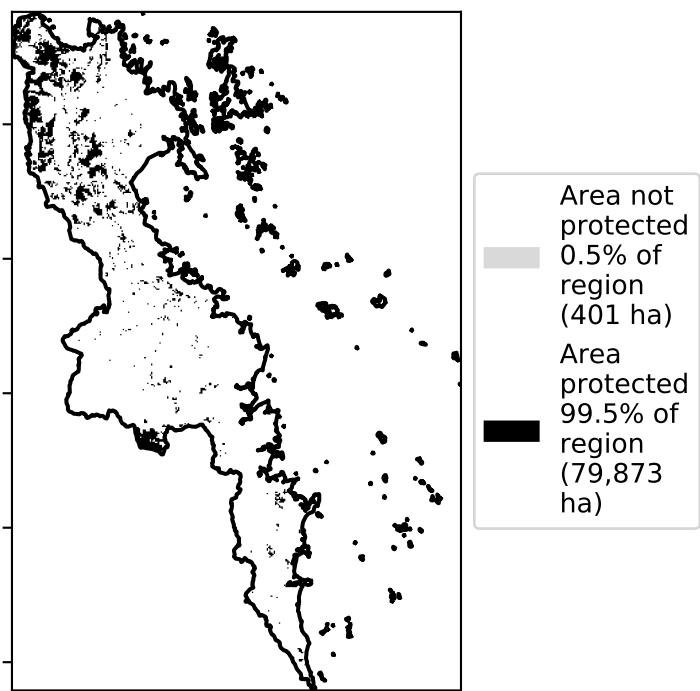 Area not
protected
0.5% of
region
(401 ha)
Area
protected
99.5% of
region
(79,873
ha)